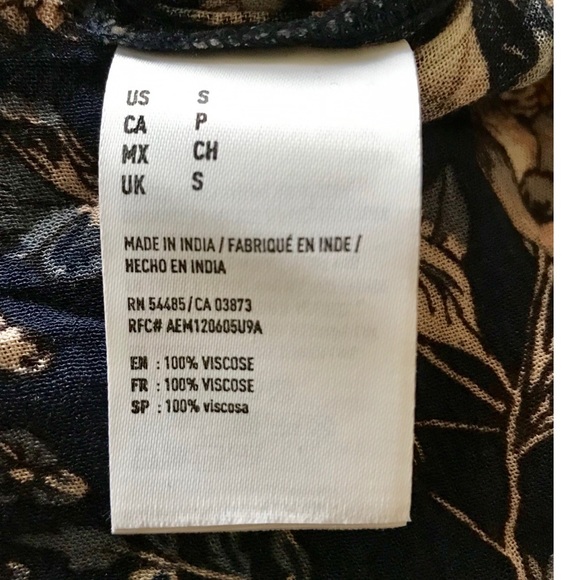 US S
CA P
MX CH
UK S
MADE IN INDIA / FABRIQUÉ EN INDE /
HECHO EN INDIA
RN 54485/CA 03873
RFC# AEM120605U9A
EN : 100% VISCOSE
FR : 100% VISCOSE
SP : 100% viscosa